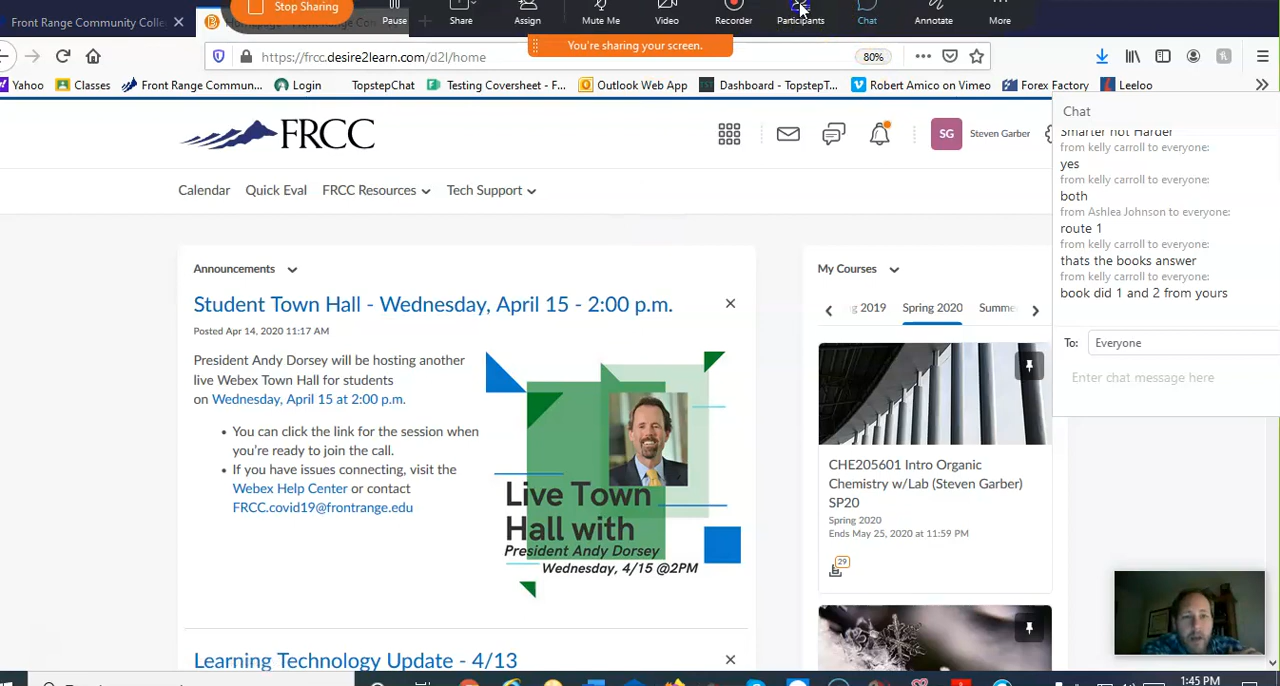 Front Range Community Colle
Stop Sharing
Pause
Share
Assign
Mute Me
Video
Recorder
Participants
Chat
Annotate
More
You're sharing your screen.
https://frcc.desire2learn.com/d2l/home
80%
Yahoo
Classes
Front Range Commun...
Login
TopstepChat
Testing Coversheet - F...
Outlook Web App
Dashboard - TopstepT...
Robert Amico on Vimeo
Forex Factory
Leeloo
FRCC
SG
Steven Garber
Calendar
Quick Eval
FRCC Resources
Tech Support
Announcements
Student Town Hall - Wednesday, April 15 - 2:00 p.m.
Posted Apr 14, 2020 11:17 AM
President Andy Dorsey will be hosting another
live Webex Town Hall for students
on Wednesday, April 15 at 2:00 p.m.
• You can click the link for the session when
you're ready to join the call.
• If you have issues connecting, visit the
Webex Help Center or contact
FRCC.covid19@frontrange.edu
Live Town
Hall with
President Andy Dorsey
Wednesday, 4/15 @2PM
Learning Technology Update - 4/13
My Courses
g 2019
Spring 2020
Summe
CHE205601 Intro Organic
Chemistry w/Lab (Steven Garber)
SP20
Spring 2020
Ends May 25, 2020 at 11:59 PM
29
Chat
Smarter not Harder
from kelly carroll to everyone:
yes
from kelly carroll to everyone:
both
from Ashlea Johnson to everyone:
route 1
from kelly carroll to everyone:
thats the books answer
from kelly carroll to everyone:
book did 1 and 2 from yours
To:
Everyone
Enter chat message here
1:45 PM